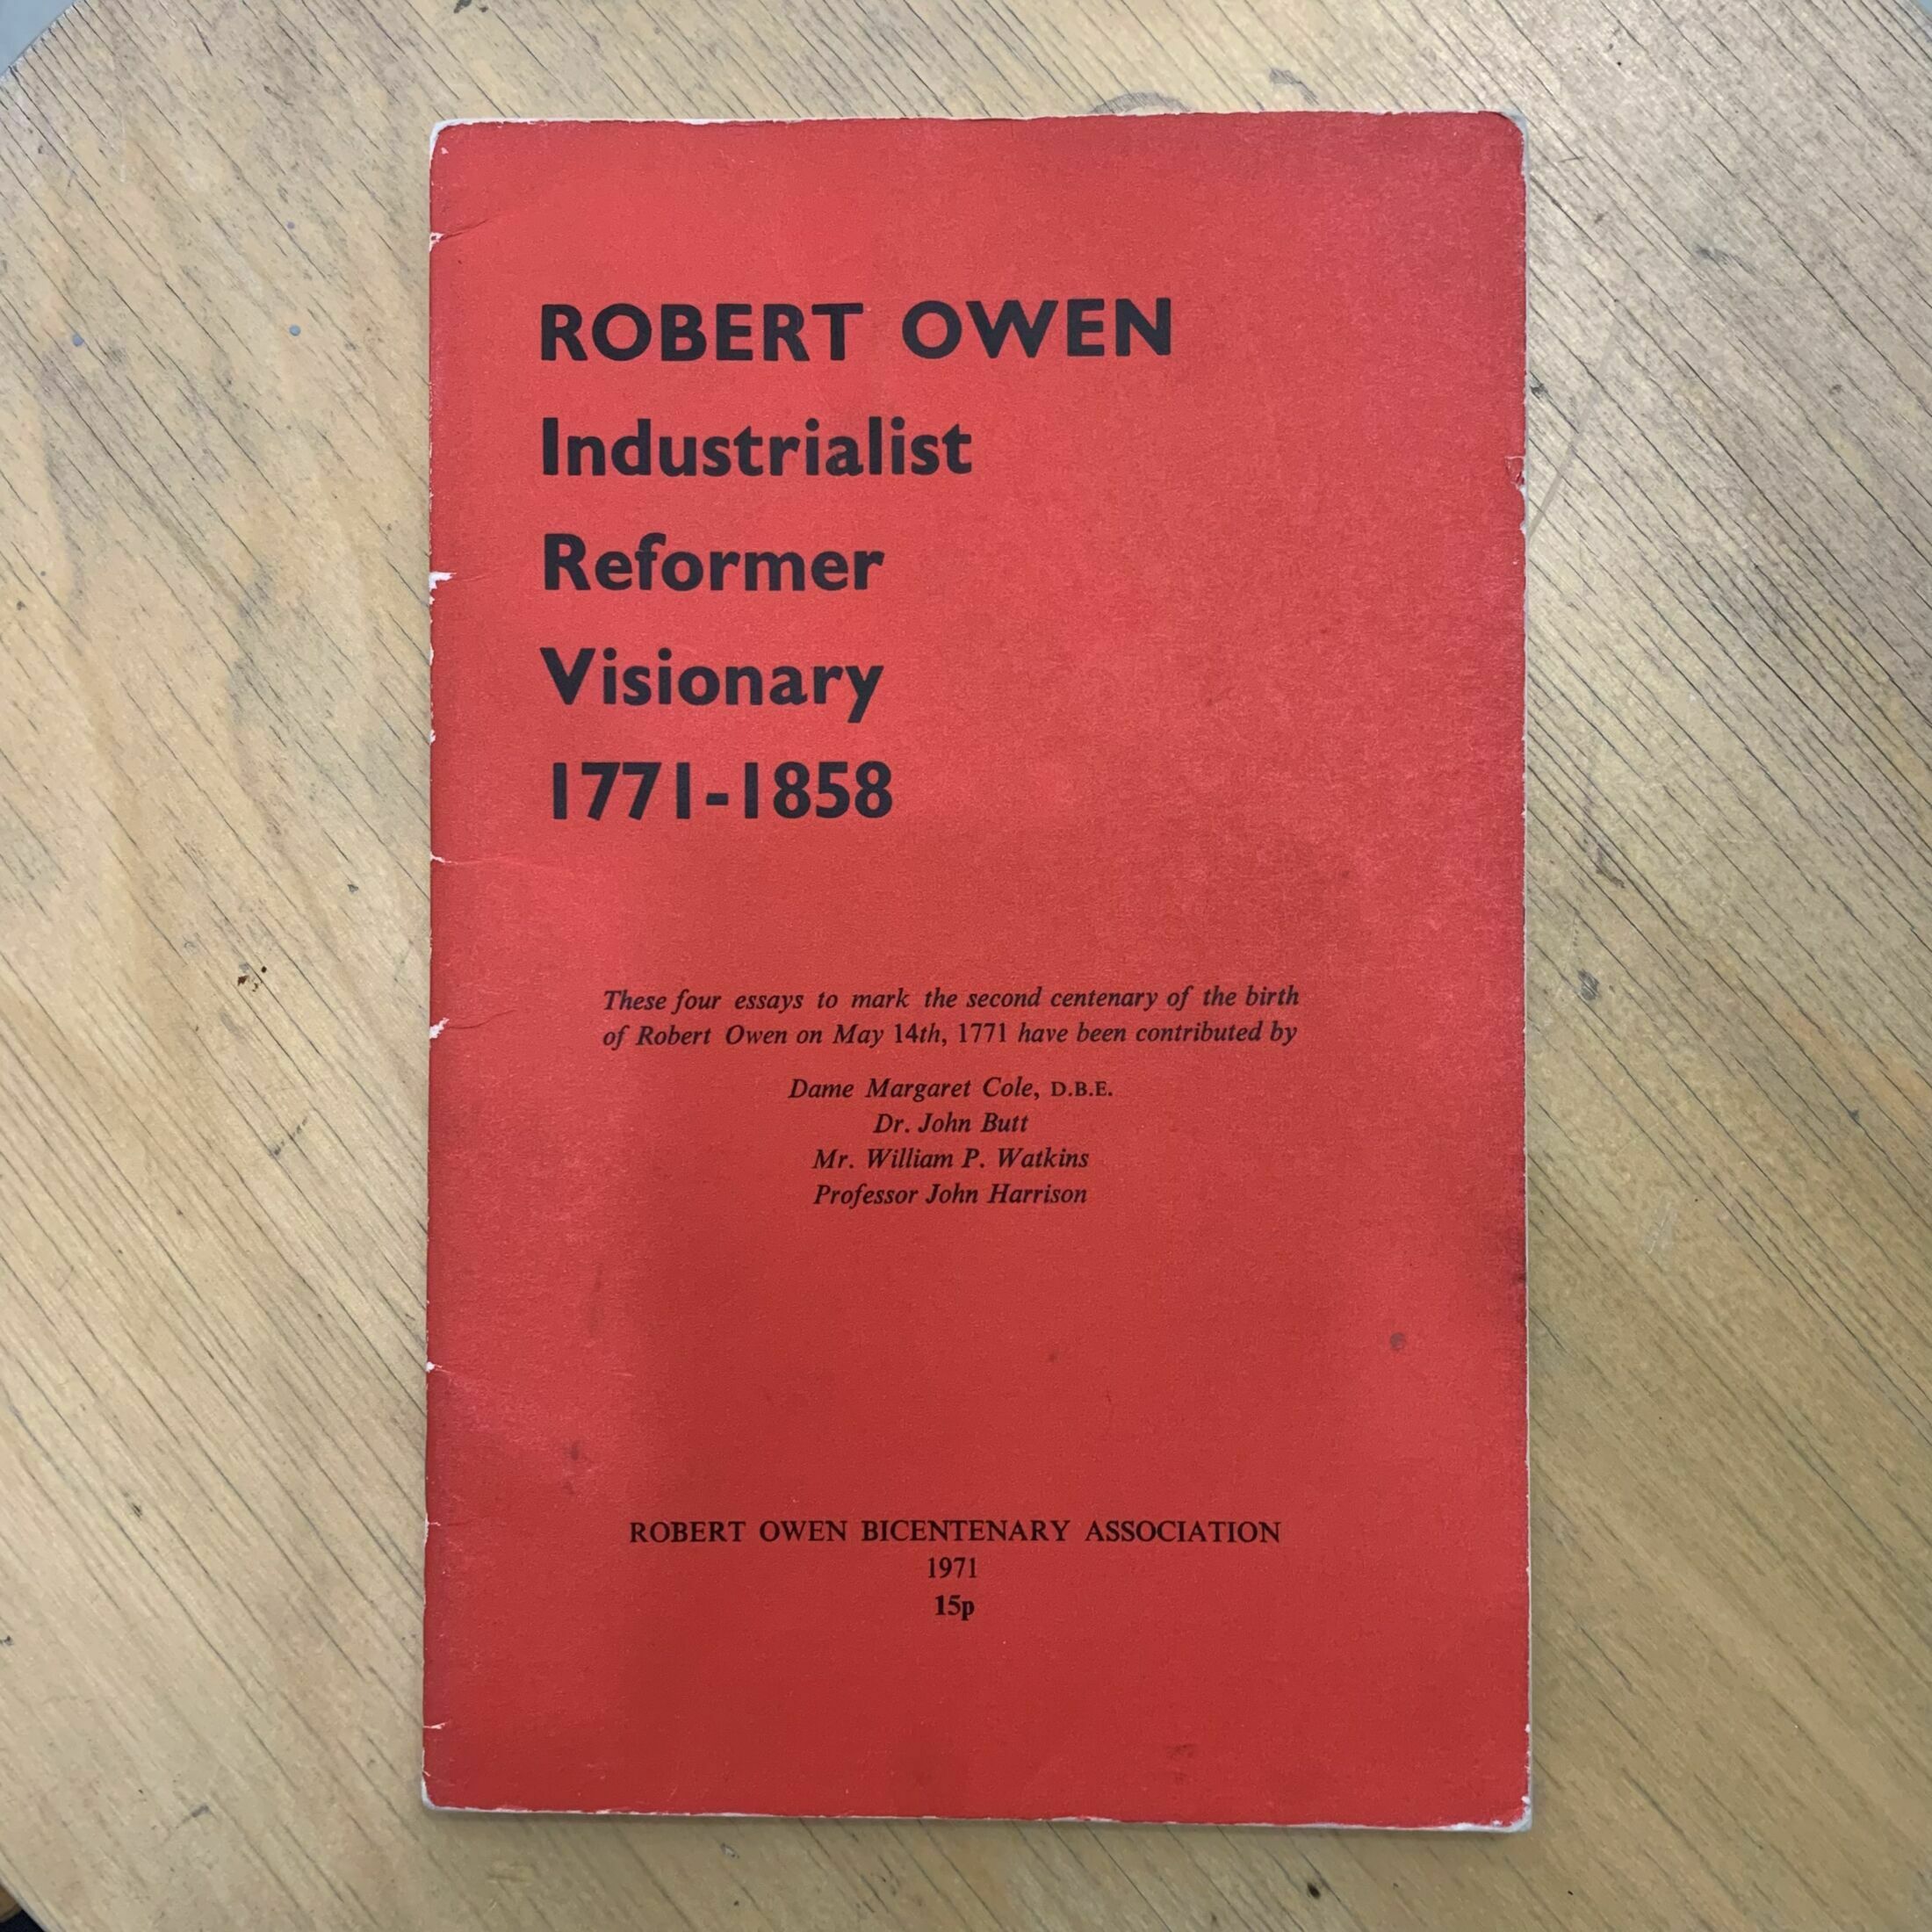 ROBERT OWEN
Industrialist
Reformer
Visionary
1771-1858
These four essays to mark the second centenary of the birth
of Robert Owen on May 14th, 1771 have been contributed by
Dame Margaret Cole, D.B.E.
Dr. John Butt
Mr. William P. Watkins
Professor John Harrison
ROBERT OWEN BICENTENARY ASSOCIATION
1971
15p